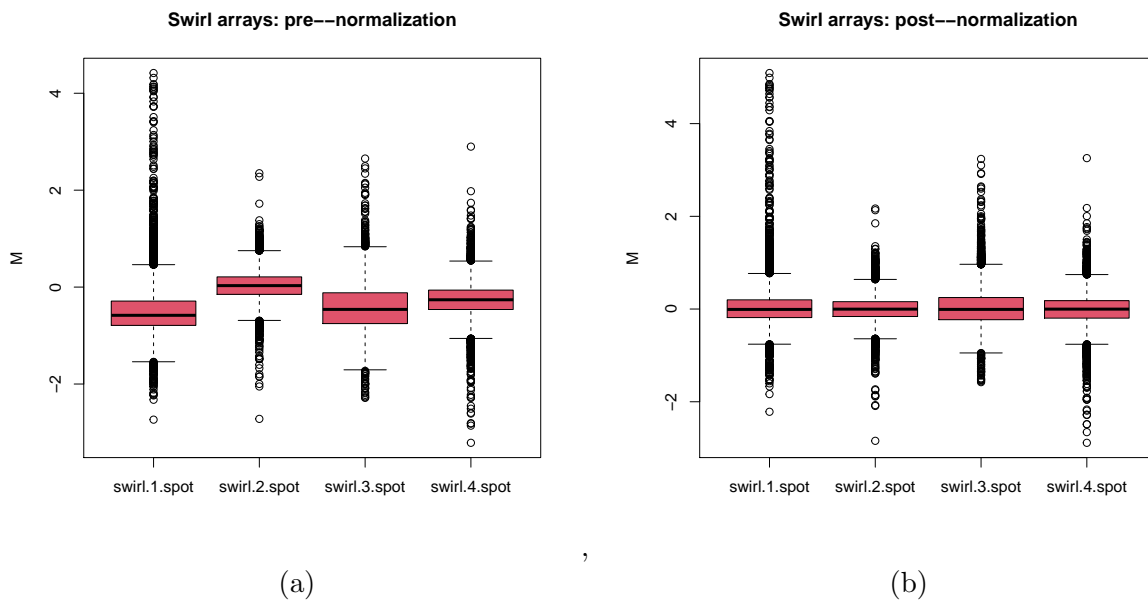 Swirl arrays: pre−−normalization
M
4
2
0
−2
swirl.1.spot swirl.2.spot swirl.3.spot swirl.4.spot
(a)
,
Swirl arrays: post−−normalization
M
4
2
0
−2
swirl.1.spot swirl.2.spot swirl.3.spot swirl.4.spot
(b)